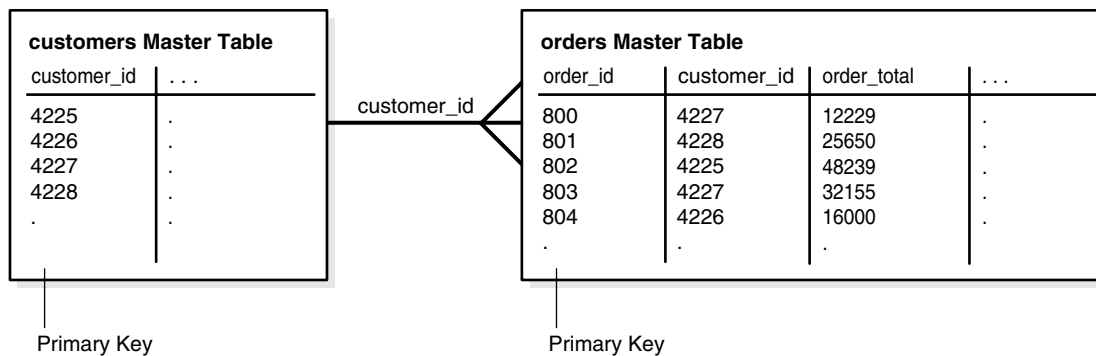 customers Master Table
customer_id . . .
4225 .
4226 .
4227 .
4228 .
. .
Primary Key
customer_id
orders Master Table
order_id customer_id order_total . . .
800 4227 12229 .
801 4228 25650 .
802 4225 48239 .
803 4227 32155 .
804 4226 16000 .
. . .
Primary Key